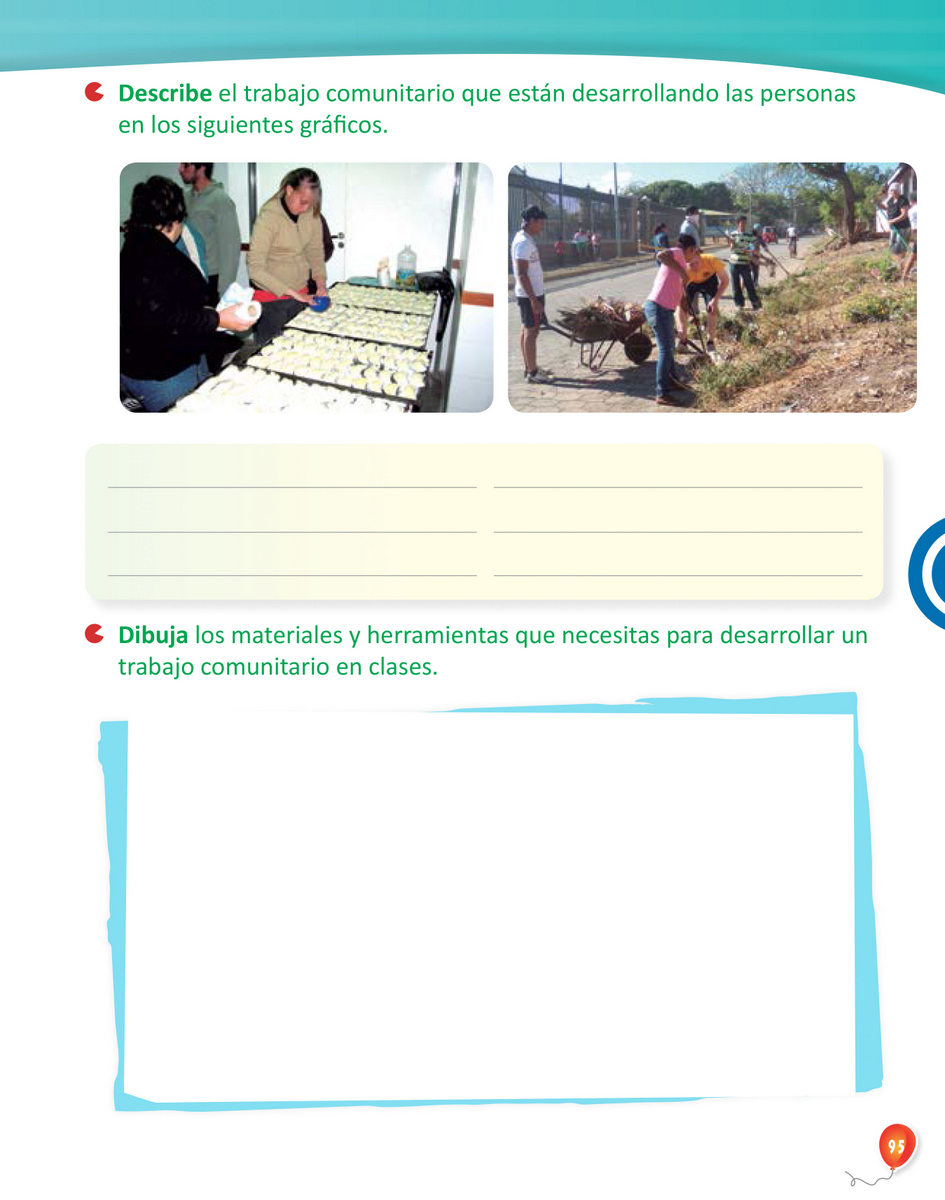 Describe el trabajo comunitario que están desarrollando las personas
en los siguientes gráficos.
Dibuja los materiales y herramientas que necesitas para desarrollar un
trabajo comunitario en clases.
95